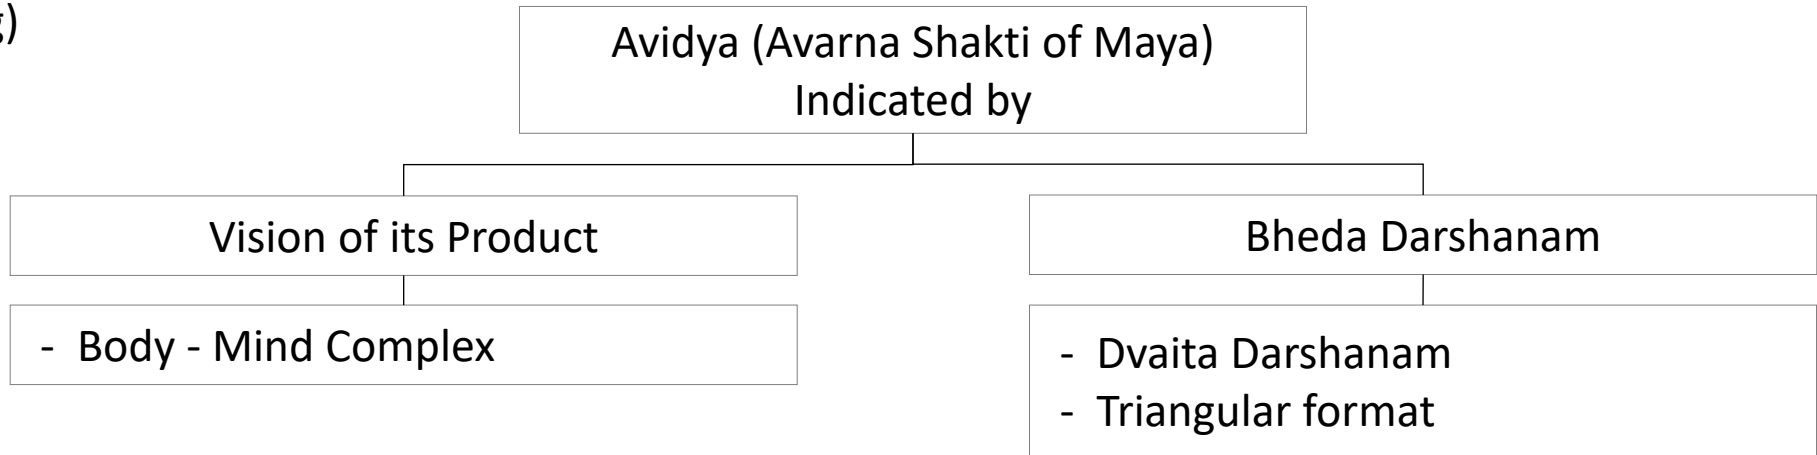 g)
Avidya (Avarna Shakti of Maya)
Indicated by
Vision of its Product
Bheda Darshanam
- Body - Mind Complex
- Dvaita Darshanam
- Triangular format